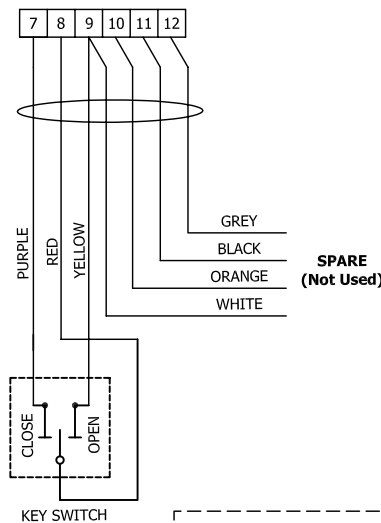 7 8 9 10 11 12
PURPLE
RED
YELLOW
GREY
BLACK
ORANGE
WHITE
SPARE
(Not Used)
CLOSE
OPEN
KEY SWITCH